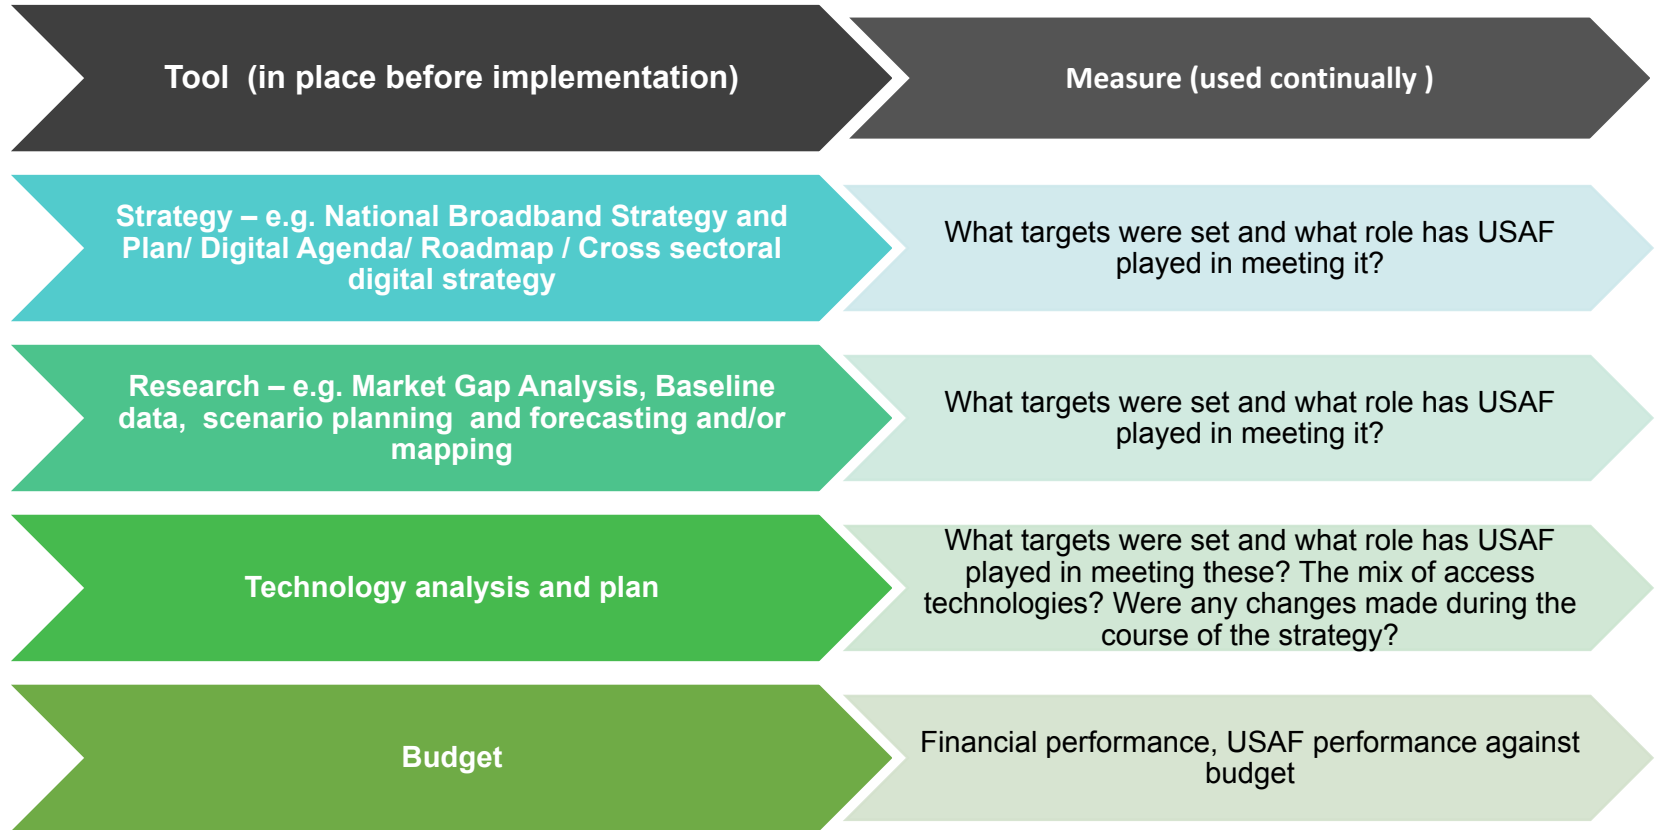 Tool  (in place before implementation)
Measure (used continually )
Strategy – e.g. National Broadband Strategy and
Plan/ Digital Agenda/ Roadmap / Cross sectoral
digital strategy
What targets were set and what role has USAF
played in meeting it?
Research – e.g. Market Gap Analysis, Baseline
data,  scenario planning  and forecasting and/or
mapping
What targets were set and what role has USAF
played in meeting it?
Technology analysis and plan
What targets were set and what role has USAF
played in meeting these? The mix of access
technologies? Were any changes made during the
course of the strategy?
Budget
Financial performance, USAF performance against
budget